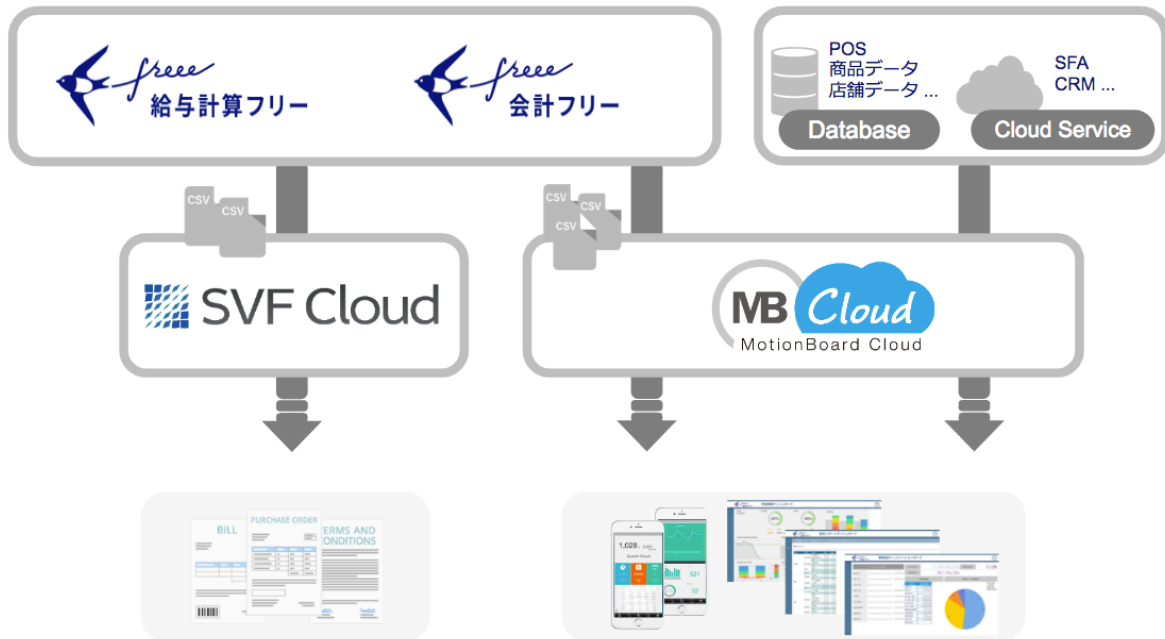 freee
給与計算フリー
freee
会計フリー
POS
商品データ
店舗データ ...
Database
SFA
CRM ...
Cloud Service
CSV
CSV
CSV
CSV
CSV
SVF Cloud
MB Cloud
MotionBoard Cloud
BILL
PURCHASE ORDER
TERMS AND
CONDITIONS
1,028